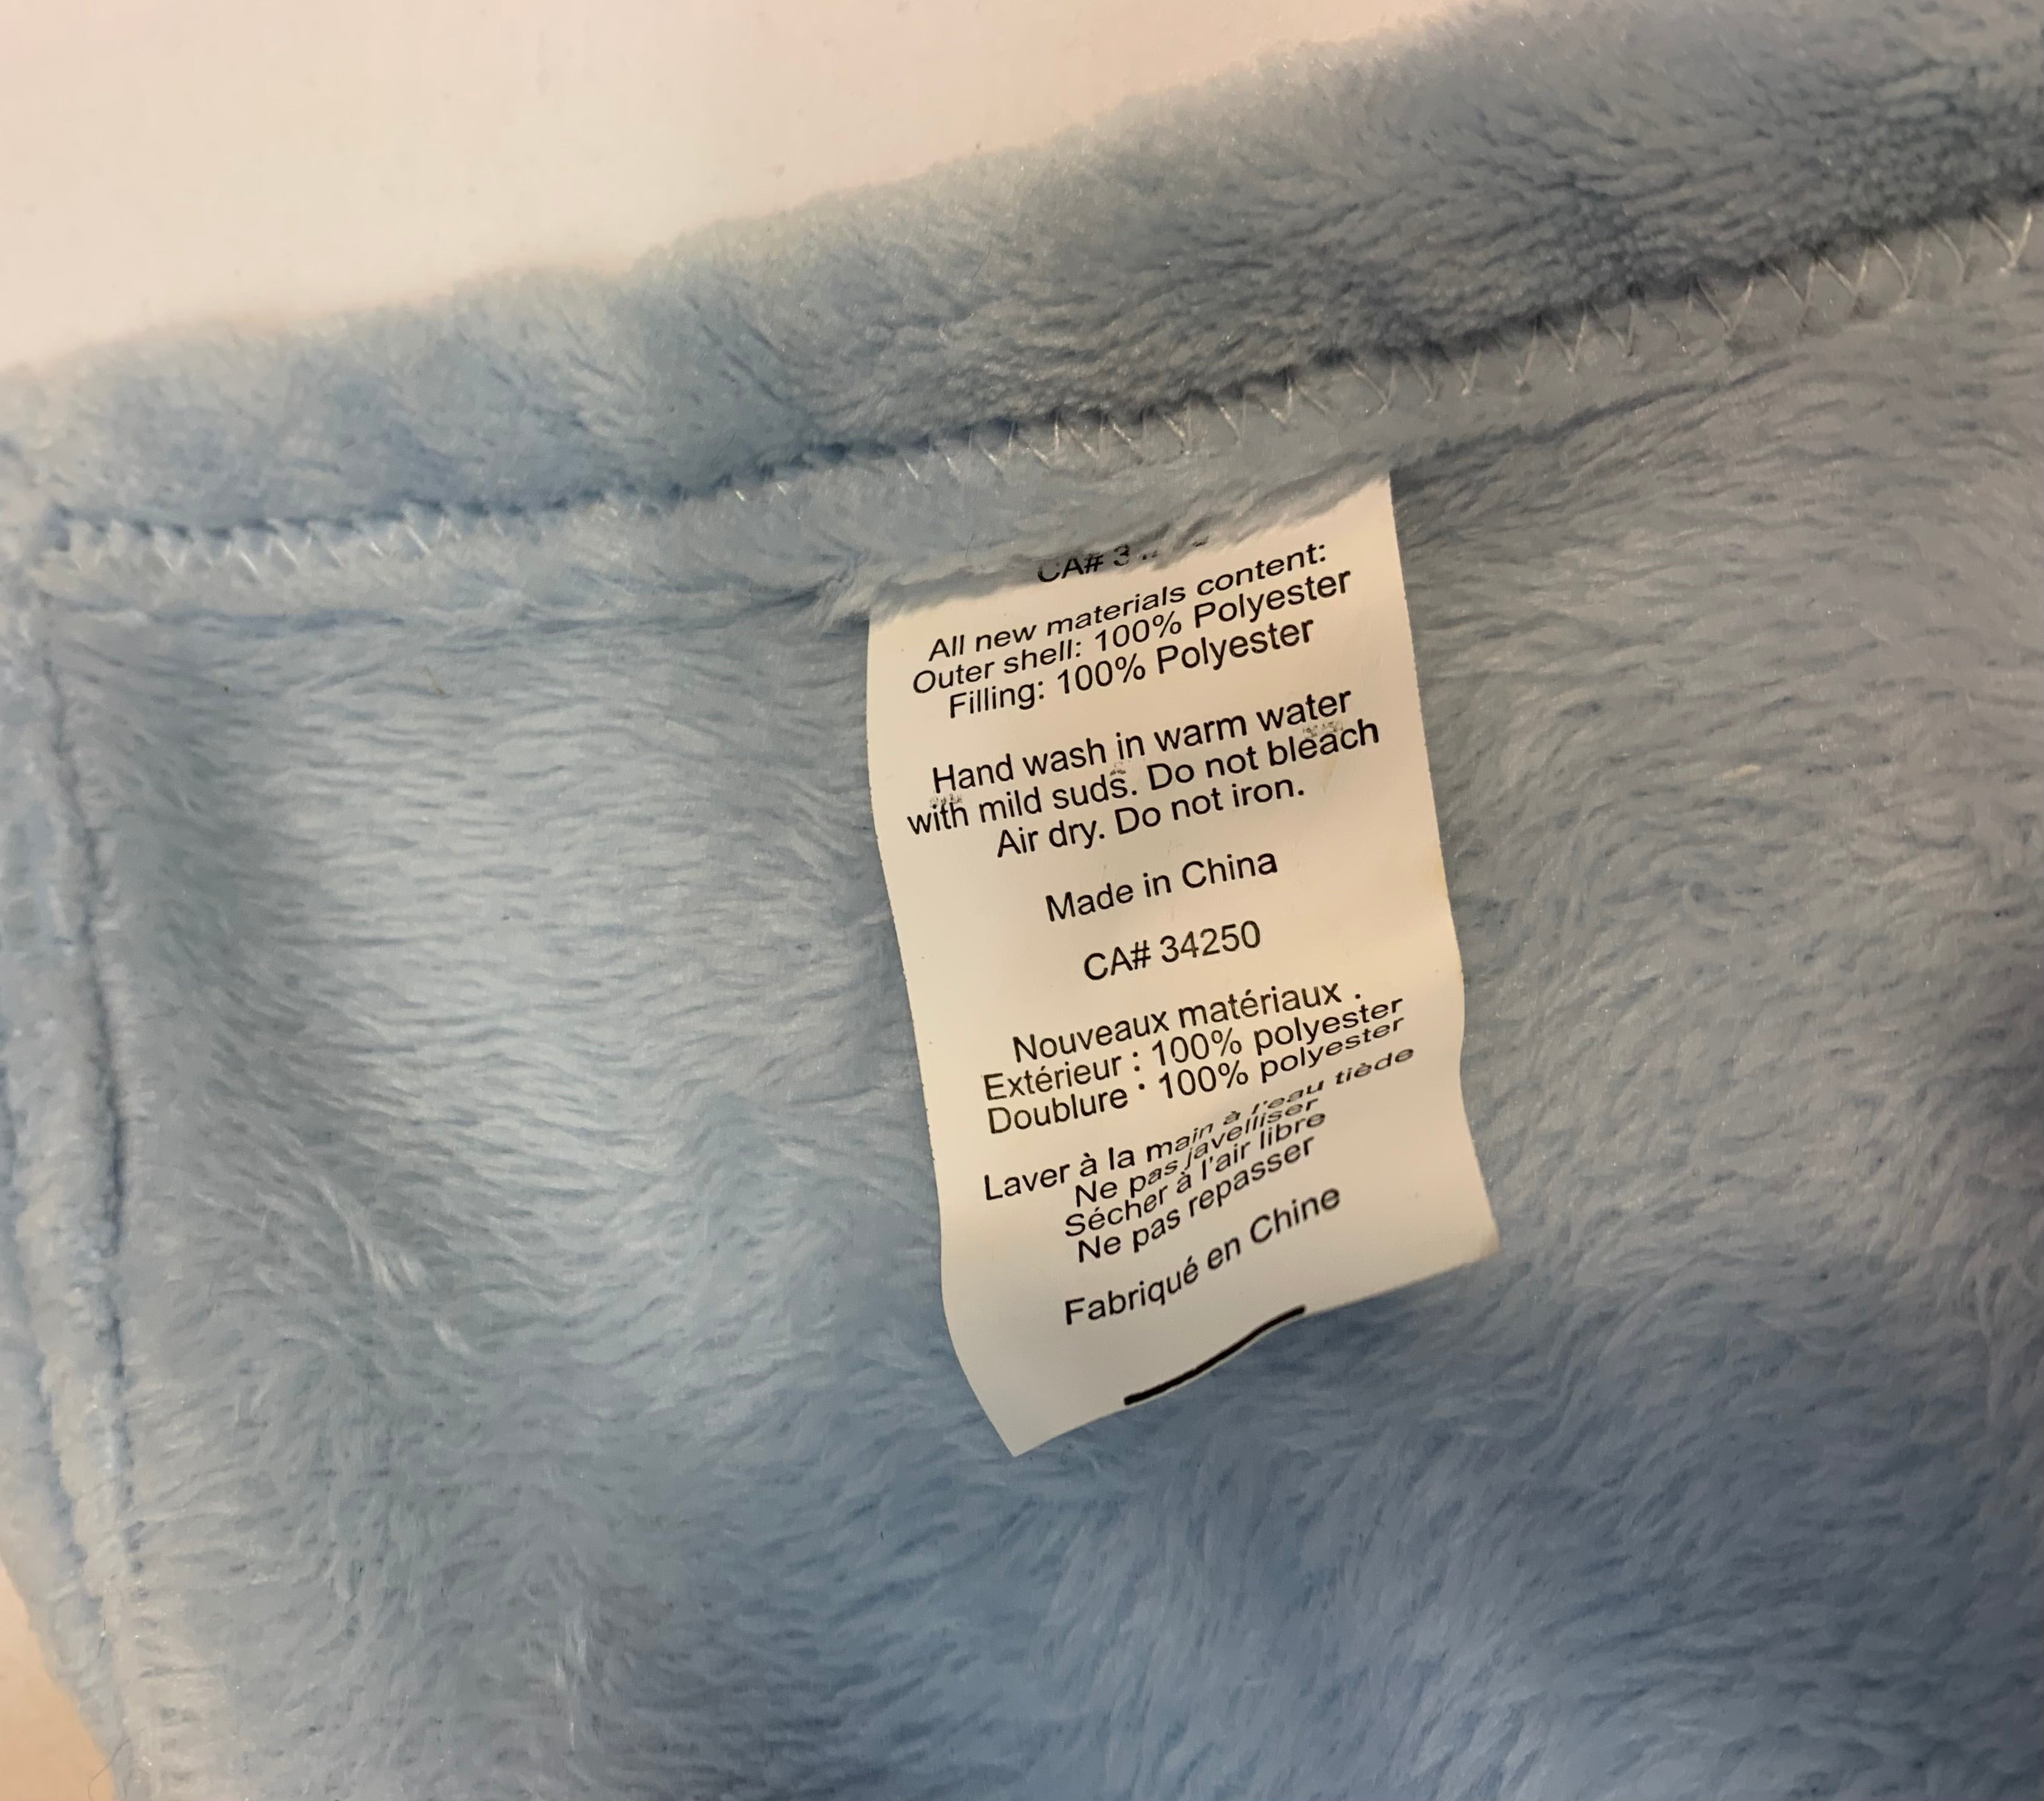 CA# 3
All new materials content:
Outer shell: 100% Polyester
Filling: 100% Polyester
Hand wash in warm water
with mild suds. Do not bleach
Air dry. Do not iron.
Made in China
CA# 34250
Nouveaux matériaux .
Extérieur : 100% polyester
Doublure : 100% polyester
Laver à la main à l'eau tiède
Ne pas javelliser
Sécher à l'air libre
Ne pas repasser
Fabriqué en Chine